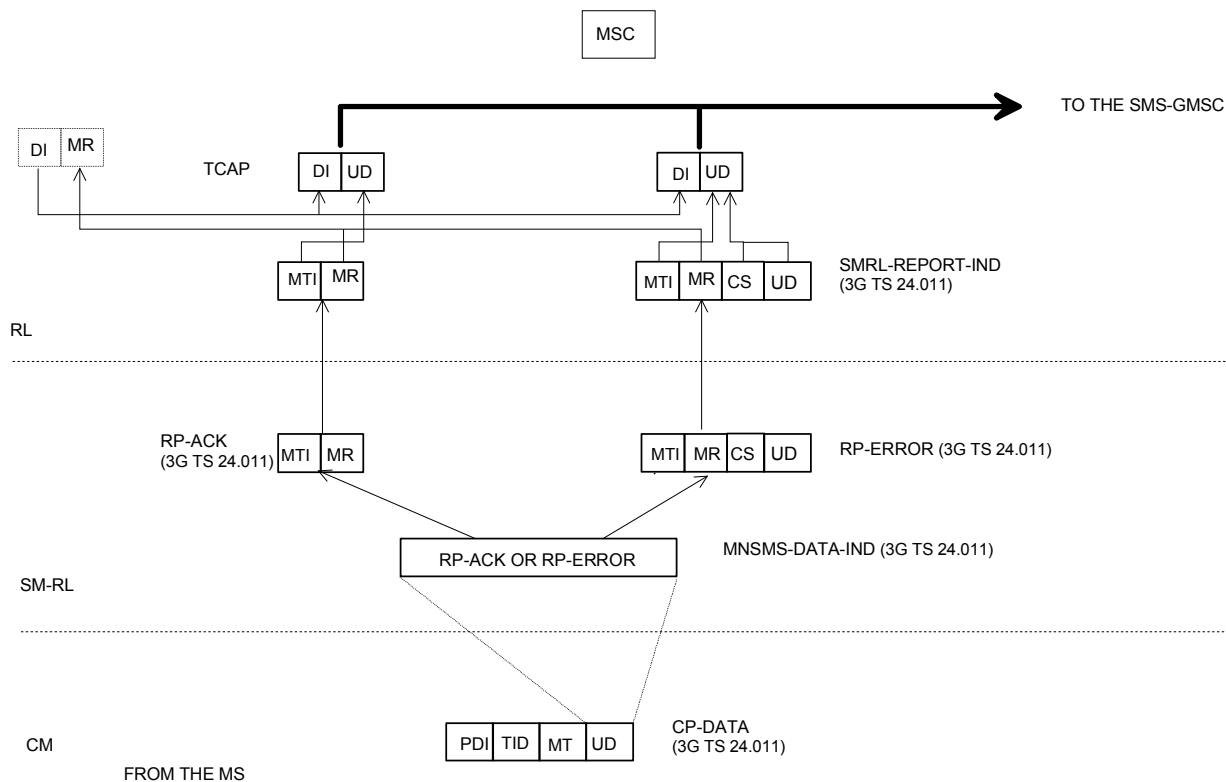 MSC
TO THE SMS-GMSC
DI MR
TCAP
DI UD
DI UD
MTI MR
MTI MR CS UD
SMRL-REPORT-IND
(3G TS 24.011)
RL
RP-ACK
(3G TS 24.011)
MTI MR
MTI MR CS UD
RP-ERROR (3G TS 24.011)
RP-ACK OR RP-ERROR
MNSMS-DATA-IND (3G TS 24.011)
SM-RL
PDI TID MT UD
CP-DATA
(3G TS 24.011)
CM
FROM THE MS